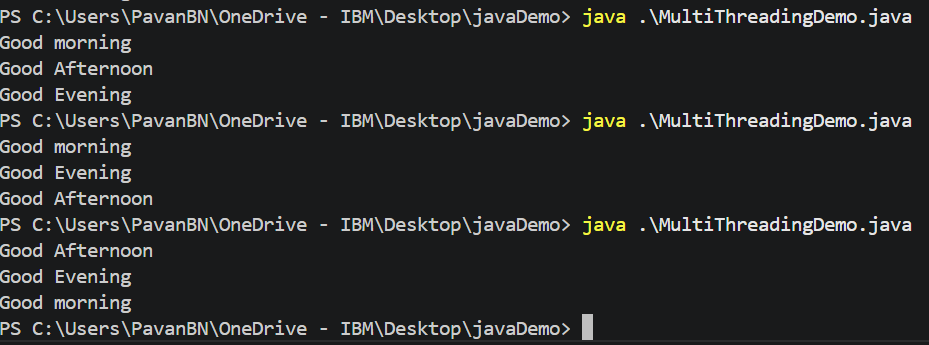 PS C:\Users\PavanBN\OneDrive - IBM\Desktop\javaDemo> java .\MultiThreadingDemo.java
Good morning
Good Afternoon
Good Evening
PS C:\Users\PavanBN\OneDrive - IBM\Desktop\javaDemo> java .\MultiThreadingDemo.java
Good morning
Good Evening
Good Afternoon
PS C:\Users\PavanBN\OneDrive - IBM\Desktop\javaDemo> java .\MultiThreadingDemo.java
Good Afternoon
Good Evening
Good morning
PS C:\Users\PavanBN\OneDrive - IBM\Desktop\javaDemo>